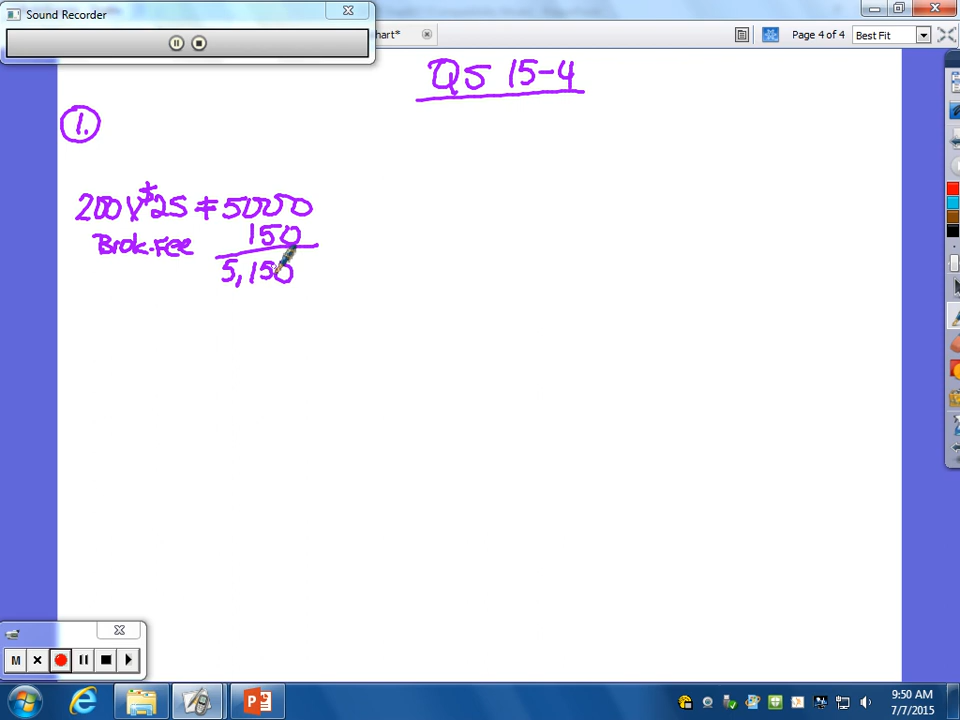 Sound Recorder
hart*
Page 4 of 4
Best Fit
QS 15-4
1.
200 x $25 = 5000
Brok. Fee 150
5,150
M
9:50 AM
7/7/2015